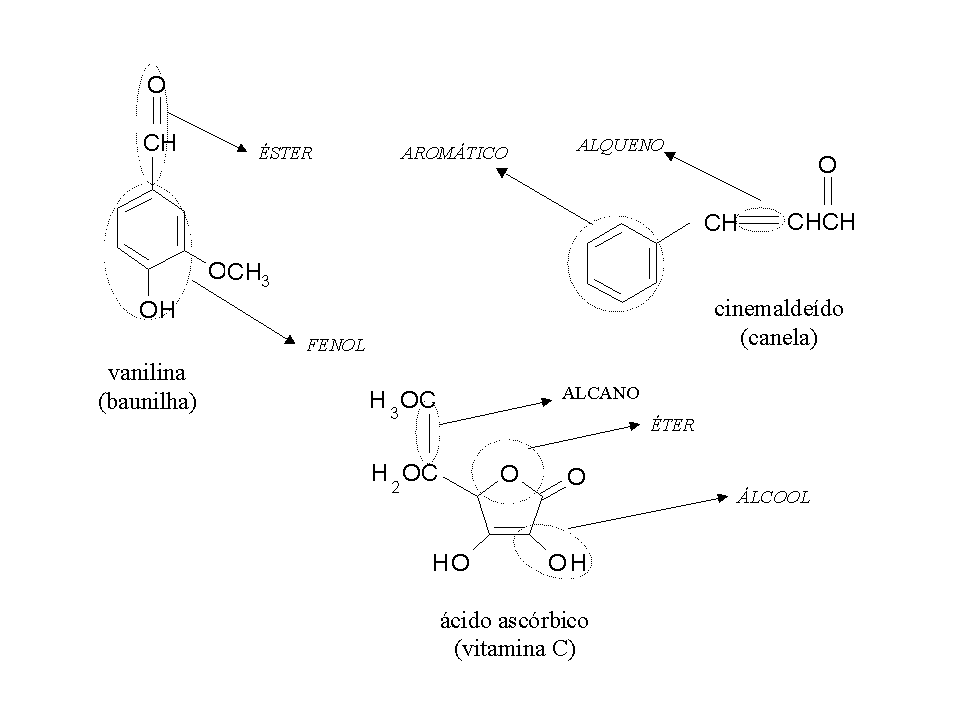 O
CH
ÉSTER
OCH3
OH
FENOL
vanilina
(baunilha)
AROMÁTICO
ALQUENO
O
CH
CHCH
cinemaldeído
(canela)
H3OC
ALCANO
ÉTER
H2OC
O
O
ÁLCOOL
HO
OH
ácido ascórbico
(vitamina C)